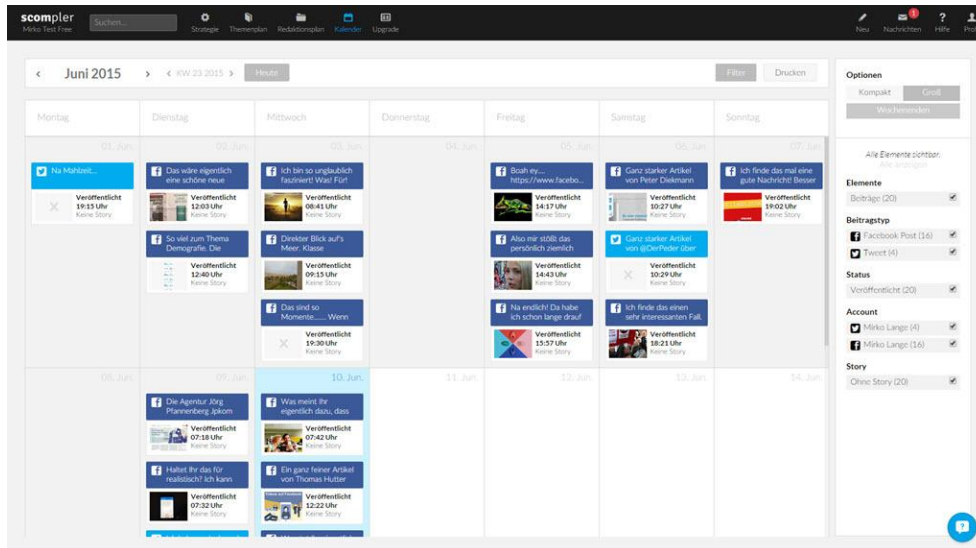 scompler
Mirko Test Free
Suchen...
Strategie
Themenplan
Redaktionsplan
Kalender
Upgrade
Neu
Nachrichten
1
Hilfe
Juni 2015
KW 23 2015
Heute
Filter
Drucken
Montag
Dienstag
Mittwoch
Donnerstag
Freitag
Samstag
Sonntag
01. Jun.
02. Jun.
03. Jun.
04. Jun.
05. Jun.
06. Jun.
07. Jun.
Na Mahlzeit...
Veröffentlicht
19:15 Uhr
Keine Story
Das wäre eigentlich
eine schöne neue
Veröffentlicht
12:03 Uhr
Keine Story
So viel zum Thema
Demografie. Die
Veröffentlicht
12:40 Uhr
Keine Story
Ich bin so unglaublich
fasziniert! Was! Für!
Veröffentlicht
08:41 Uhr
Keine Story
Direkter Blick auf's
Meer. Klasse
Veröffentlicht
09:15 Uhr
Keine Story
Das sind so
Momente....... Wenn
Veröffentlicht
19:30 Uhr
Keine Story
Boah ey....
https://www.facebo...
Veröffentlicht
14:17 Uhr
Keine Story
Also mir stößt das
persönlich ziemlich
Veröffentlicht
14:43 Uhr
Keine Story
Na endlich! Da habe
ich schon lange drauf
Veröffentlicht
15:57 Uhr
Keine Story
Ganz starker Artikel
von Peter Diekmann
Veröffentlicht
10:27 Uhr
Keine Story
Ganz starker Artikel
von @DerPeder über
Veröffentlicht
10:29 Uhr
Keine Story
Ich finde das einen
sehr interessanten Fall.
Veröffentlicht
18:21 Uhr
Keine Story
Ich finde das mal eine
gute Nachricht! Besser
Veröffentlicht
19:02 Uhr
Keine Story
08. Jun.
09. Jun.
10. Jun.
11. Jun.
12. Jun.
13. Jun.
14. Jun.
Die Agentur Jörg
Pfannenberg Jpkom
Veröffentlicht
07:18 Uhr
Keine Story
Haltet Ihr das für
realistisch? Ich kann
Veröffentlicht
07:32 Uhr
Keine Story
Was meint Ihr
eigentlich dazu, dass
Veröffentlicht
07:42 Uhr
Keine Story
Ein ganz feiner Artikel
von Thomas Hutter
Veröffentlicht
12:22 Uhr
Keine Story
Optionen
Kompakt
Groß
Wochenenden
Alle Elemente sichtbar.
Alle anzeigen
Elemente
Beiträge (20)
Beitragstyp
Facebook Post (16)
Tweet (4)
Status
Veröffentlicht (20)
Account
Mirko Lange (4)
Mirko Lange (16)
Story
Ohne Story (20)